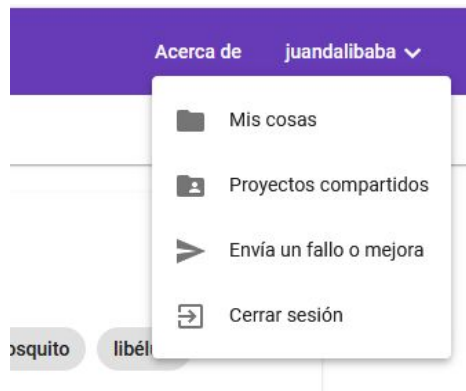 Acerca de juandalibaba
Mis cosas
Proyectos compartidos
Envía un fallo o mejora
Cerrar sesión